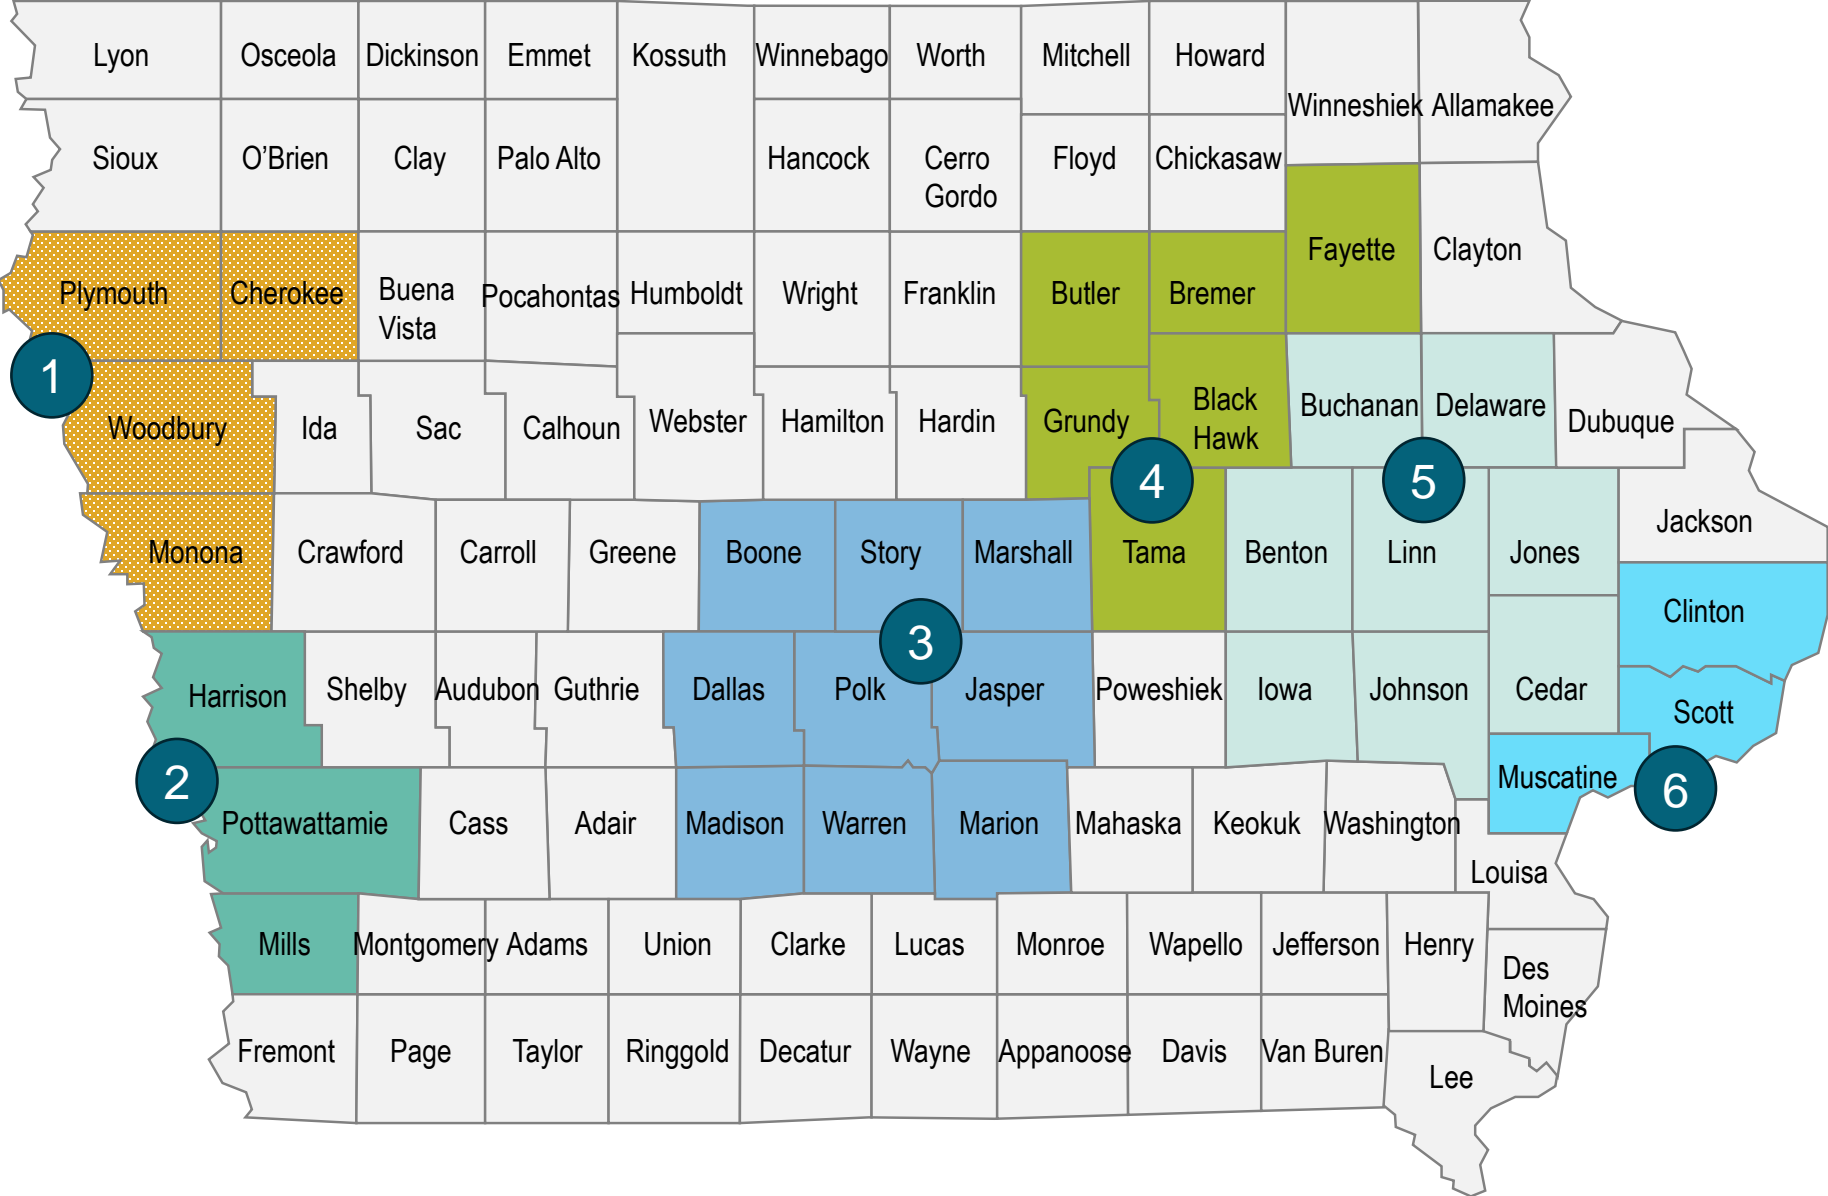 Lyon
Osceola
Dickinson
Emmet
Kossuth
Winnebago
Worth
Mitchell
Howard
Winneshiek
Allamakee
Sioux
O’Brien
Clay
Palo Alto
Hancock
Cerro
Gordo
Floyd
Chickasaw
Fayette
Clayton
Plymouth
Cherokee
Buena
Vista
Pocahontas
Humboldt
Wright
Franklin
Butler
Bremer
1
Woodbury
Ida
Sac
Calhoun
Webster
Hamilton
Hardin
Grundy
Black
Hawk
Buchanan
Delaware
Dubuque
4
5
Monona
Crawford
Carroll
Greene
Boone
Story
Marshall
Tama
Benton
Linn
Jones
Jackson
Clinton
3
Harrison
Shelby
Audubon
Guthrie
Dallas
Polk
Jasper
Poweshiek
Iowa
Johnson
Cedar
Scott
2
Pottawattamie
Cass
Adair
Madison
Warren
Marion
Mahaska
Keokuk
Washington
Muscatine
6
Louisa
Mills
Montgomery
Adams
Union
Clarke
Lucas
Monroe
Wapello
Jefferson
Henry
Des
Moines
Fremont
Page
Taylor
Ringgold
Decatur
Wayne
Appanoose
Davis
Van Buren
Lee